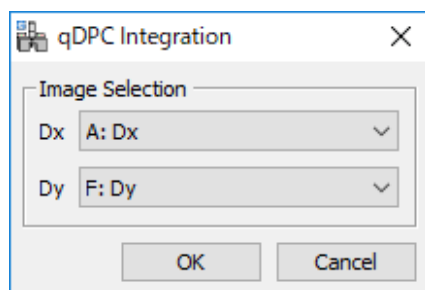 qDPC Integration
Image Selection
Dx A: Dx
Dy F: Dy
OK Cancel